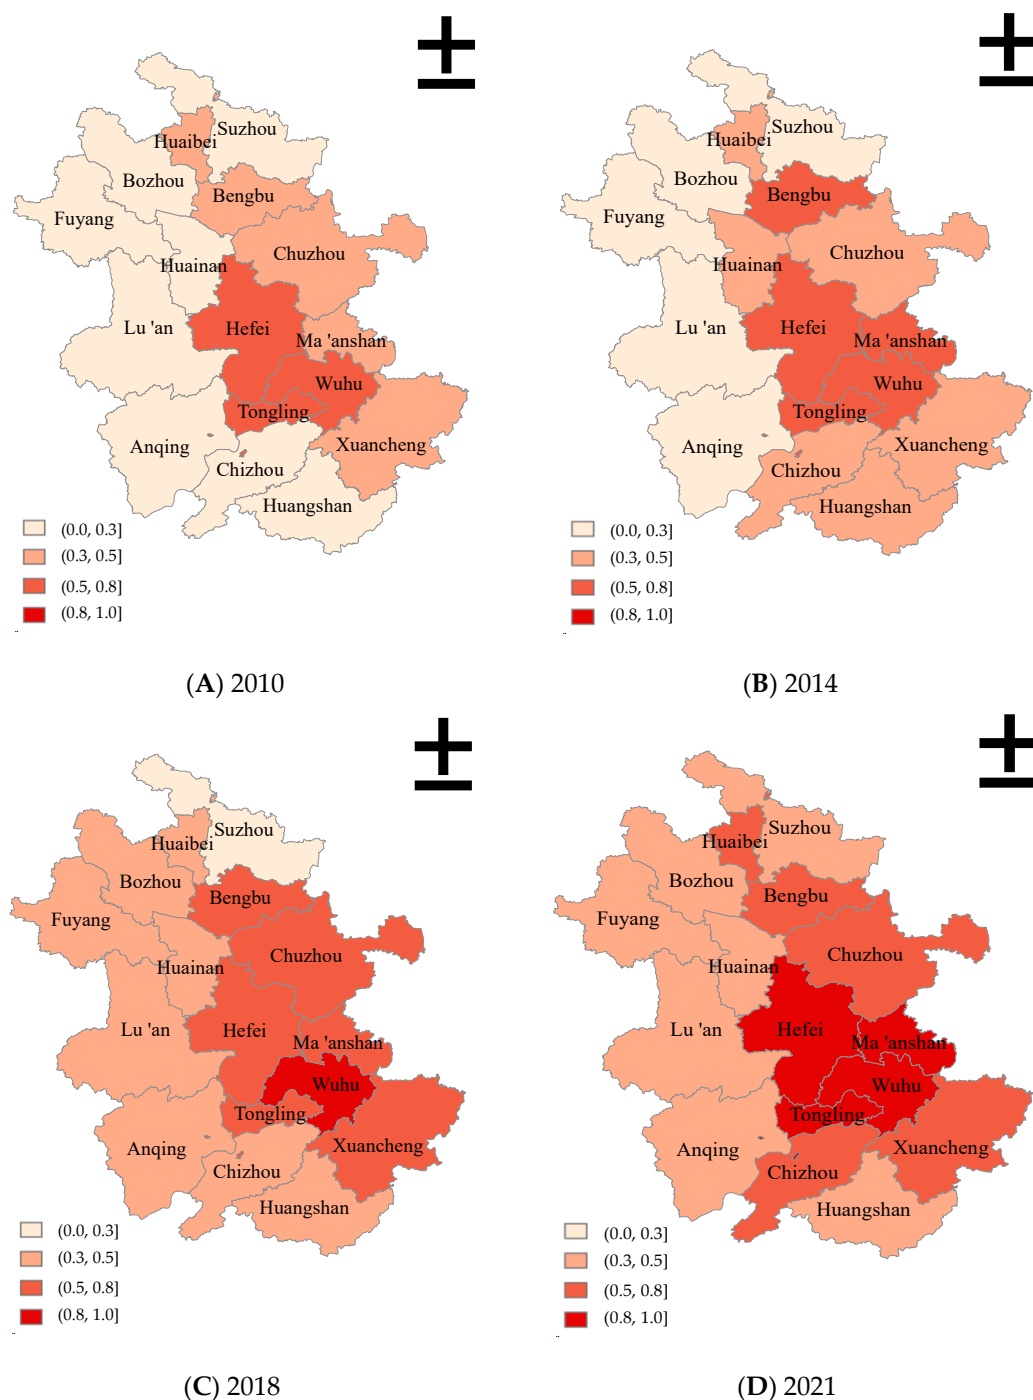 Suzhou
Huaibei
Bozhou
Bengbu
Fuyang
Chuzhou
Huainan
Lu 'an
Hefei
Ma 'anshan
Wuhu
Tongling
Anqing
Xuancheng
Chizhou
Huangshan
(0.0, 0.3]
(0.3, 0.5]
(0.5, 0.8]
(0.8, 1.0]
(A) 2010
Suzhou
Huaibei
Bozhou
Bengbu
Fuyang
Chuzhou
Huainan
Lu 'an
Hefei
Ma 'anshan
Wuhu
Tongling
Anqing
Xuancheng
Chizhou
Huangshan
(0.0, 0.3]
(0.3, 0.5]
(0.5, 0.8]
(0.8, 1.0]
(B) 2014
Suzhou
Huaibei
Bozhou
Bengbu
Fuyang
Chuzhou
Huainan
Lu 'an
Hefei
Ma 'anshan
Wuhu
Tongling
Anqing
Xuancheng
Chizhou
Huangshan
(0.0, 0.3]
(0.3, 0.5]
(0.5, 0.8]
(0.8, 1.0]
(C) 2018
Suzhou
Huaibei
Bozhou
Bengbu
Fuyang
Chuzhou
Huainan
Lu 'an
Hefei
Ma 'anshan
Wuhu
Tongling
Anqing
Xuancheng
Chizhou
Huangshan
(0.0, 0.3]
(0.3, 0.5]
(0.5, 0.8]
(0.8, 1.0]
(D) 2021